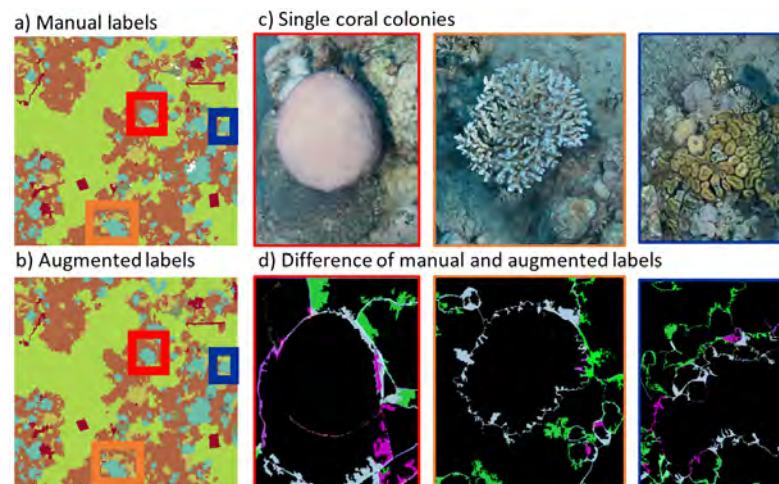 a) Manual labels
c) Single coral colonies
b) Augmented labels
d) Difference of manual and augmented labels